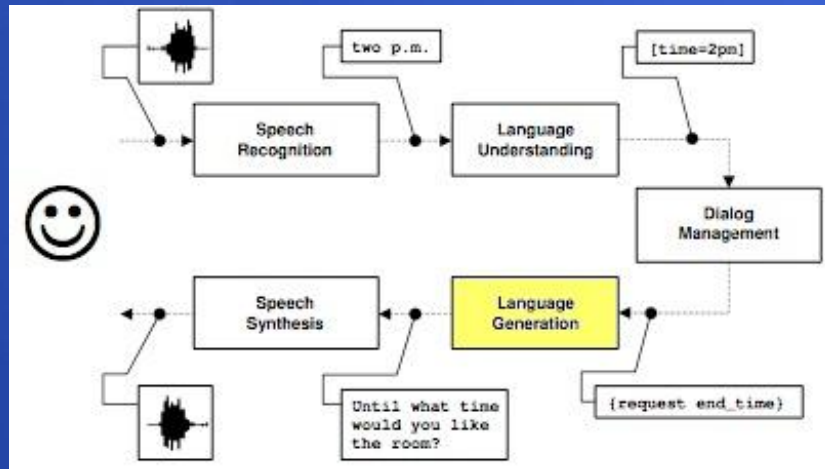 two p.m.
[time=2pm]
Speech
Recognition
Language
Understanding
Dialog
Management
Speech
Synthesis
Language
Generation
Until what time
would you like
the room?
{request end_time}